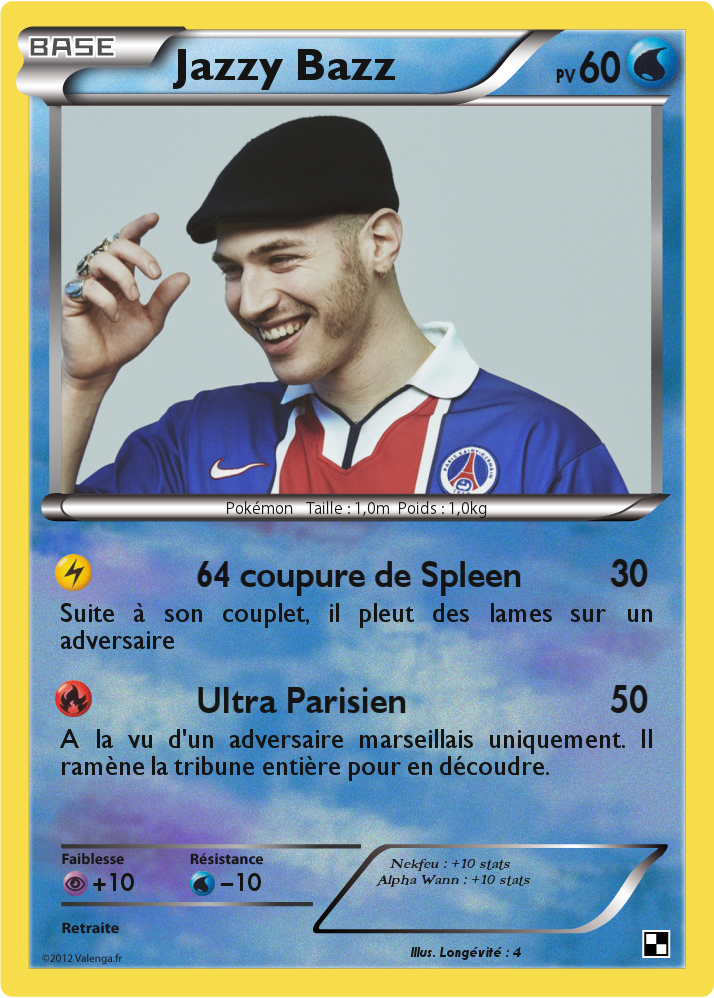 BASE
Jazzy Bazz
PV 60
PARIS SAINT-GERMAIN
Pokémon Taille : 1,0m Poids : 1,0kg
64 coupure de Spleen 30
Suite à son couplet, il pleut des lames sur un
adversaire
Ultra Parisien 50
A la vu d'un adversaire marseillais uniquement. Il
ramène la tribune entière pour en découdre.
Faiblesse Résistance
+10 −10
Nekfeu : +10 stats
Alpha Wann : +10 stats
Retraite
Illus. Longévité : 4
©2012 Valenga.fr